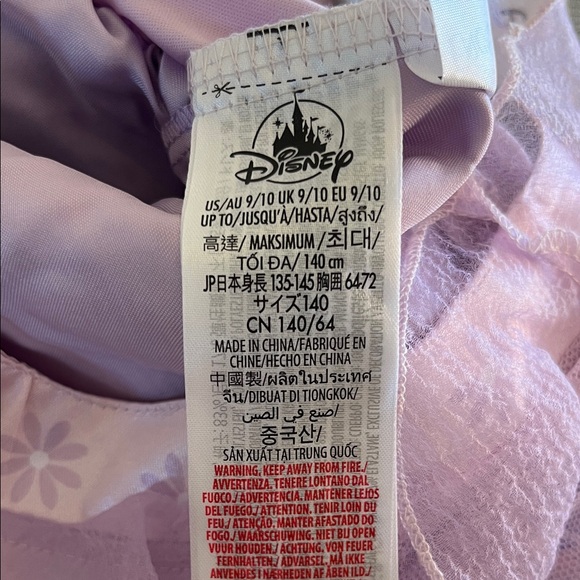 DISNEY
US/AU 9/10 UK 9/10 EU 9/10
UP TO/JUSQU'À/HASTA/สูงถึง/
高達/ MAKSIMUM /최대/
TỐI ĐA/ 140 cm
JP日本身長 135-145 胸囲 64-72
サイズ140
CN 140/64
MADE IN CHINA/FABRIQUÉ EN
CHINE/HECHO EN CHINA/
中國製/ผลิตในประเทศ
จีน/DIBUAT DI TIONGKOK/
صنع في الصين/
중국산/
SẢN XUẤT TẠI TRUNG QUỐC
WARNING. KEEP AWAY FROM FIRE./
AVVERTENZA. TENERE LONTANO DAL
FUOCO./ADVERTENCIA. MANTENER LEJOS
DEL FUEGO./ATTENTION. TENIR LOIN DU
FEU./ATENÇÃO. MANTER AFASTADO DO
FOGO./WAARSCHUWING. NIET BIJ OPEN
VUUR HOUDEN./ACHTUNG. VON FEUER
FERNHALTEN./ADVARSEL. MÅ IKKE
ANVENDES I NÆRHEDEN AF ÅBEN ILD./